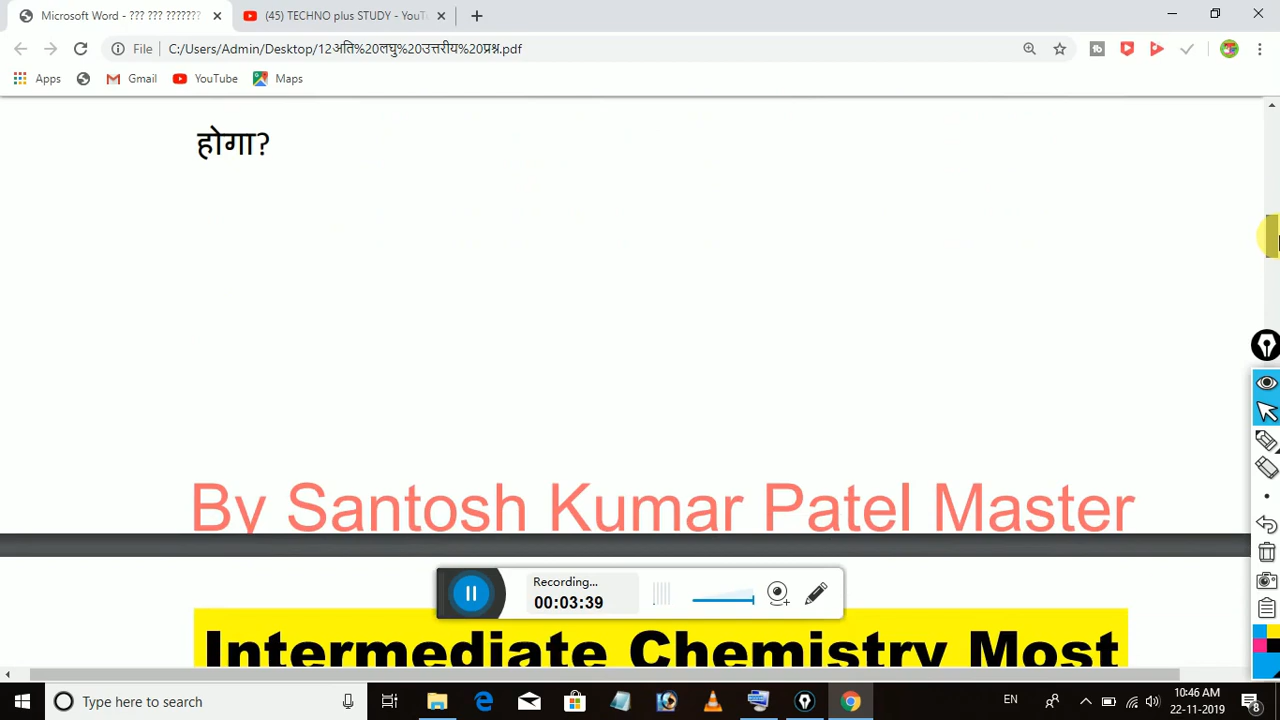 Microsoft Word - ??? ??? ???????
(45) TECHNO plus STUDY - YouT
File
C:/Users/Admin/Desktop/12अति%20लघु%20उत्तरीय%20प्रश्न.pdf
Apps
Gmail
YouTube
Maps
होगा?
By Santosh Kumar Patel Master
Recording...
00:03:39
Intermediate Chemistry Most
Type here to search
EN
10:46 AM
22-11-2019
8